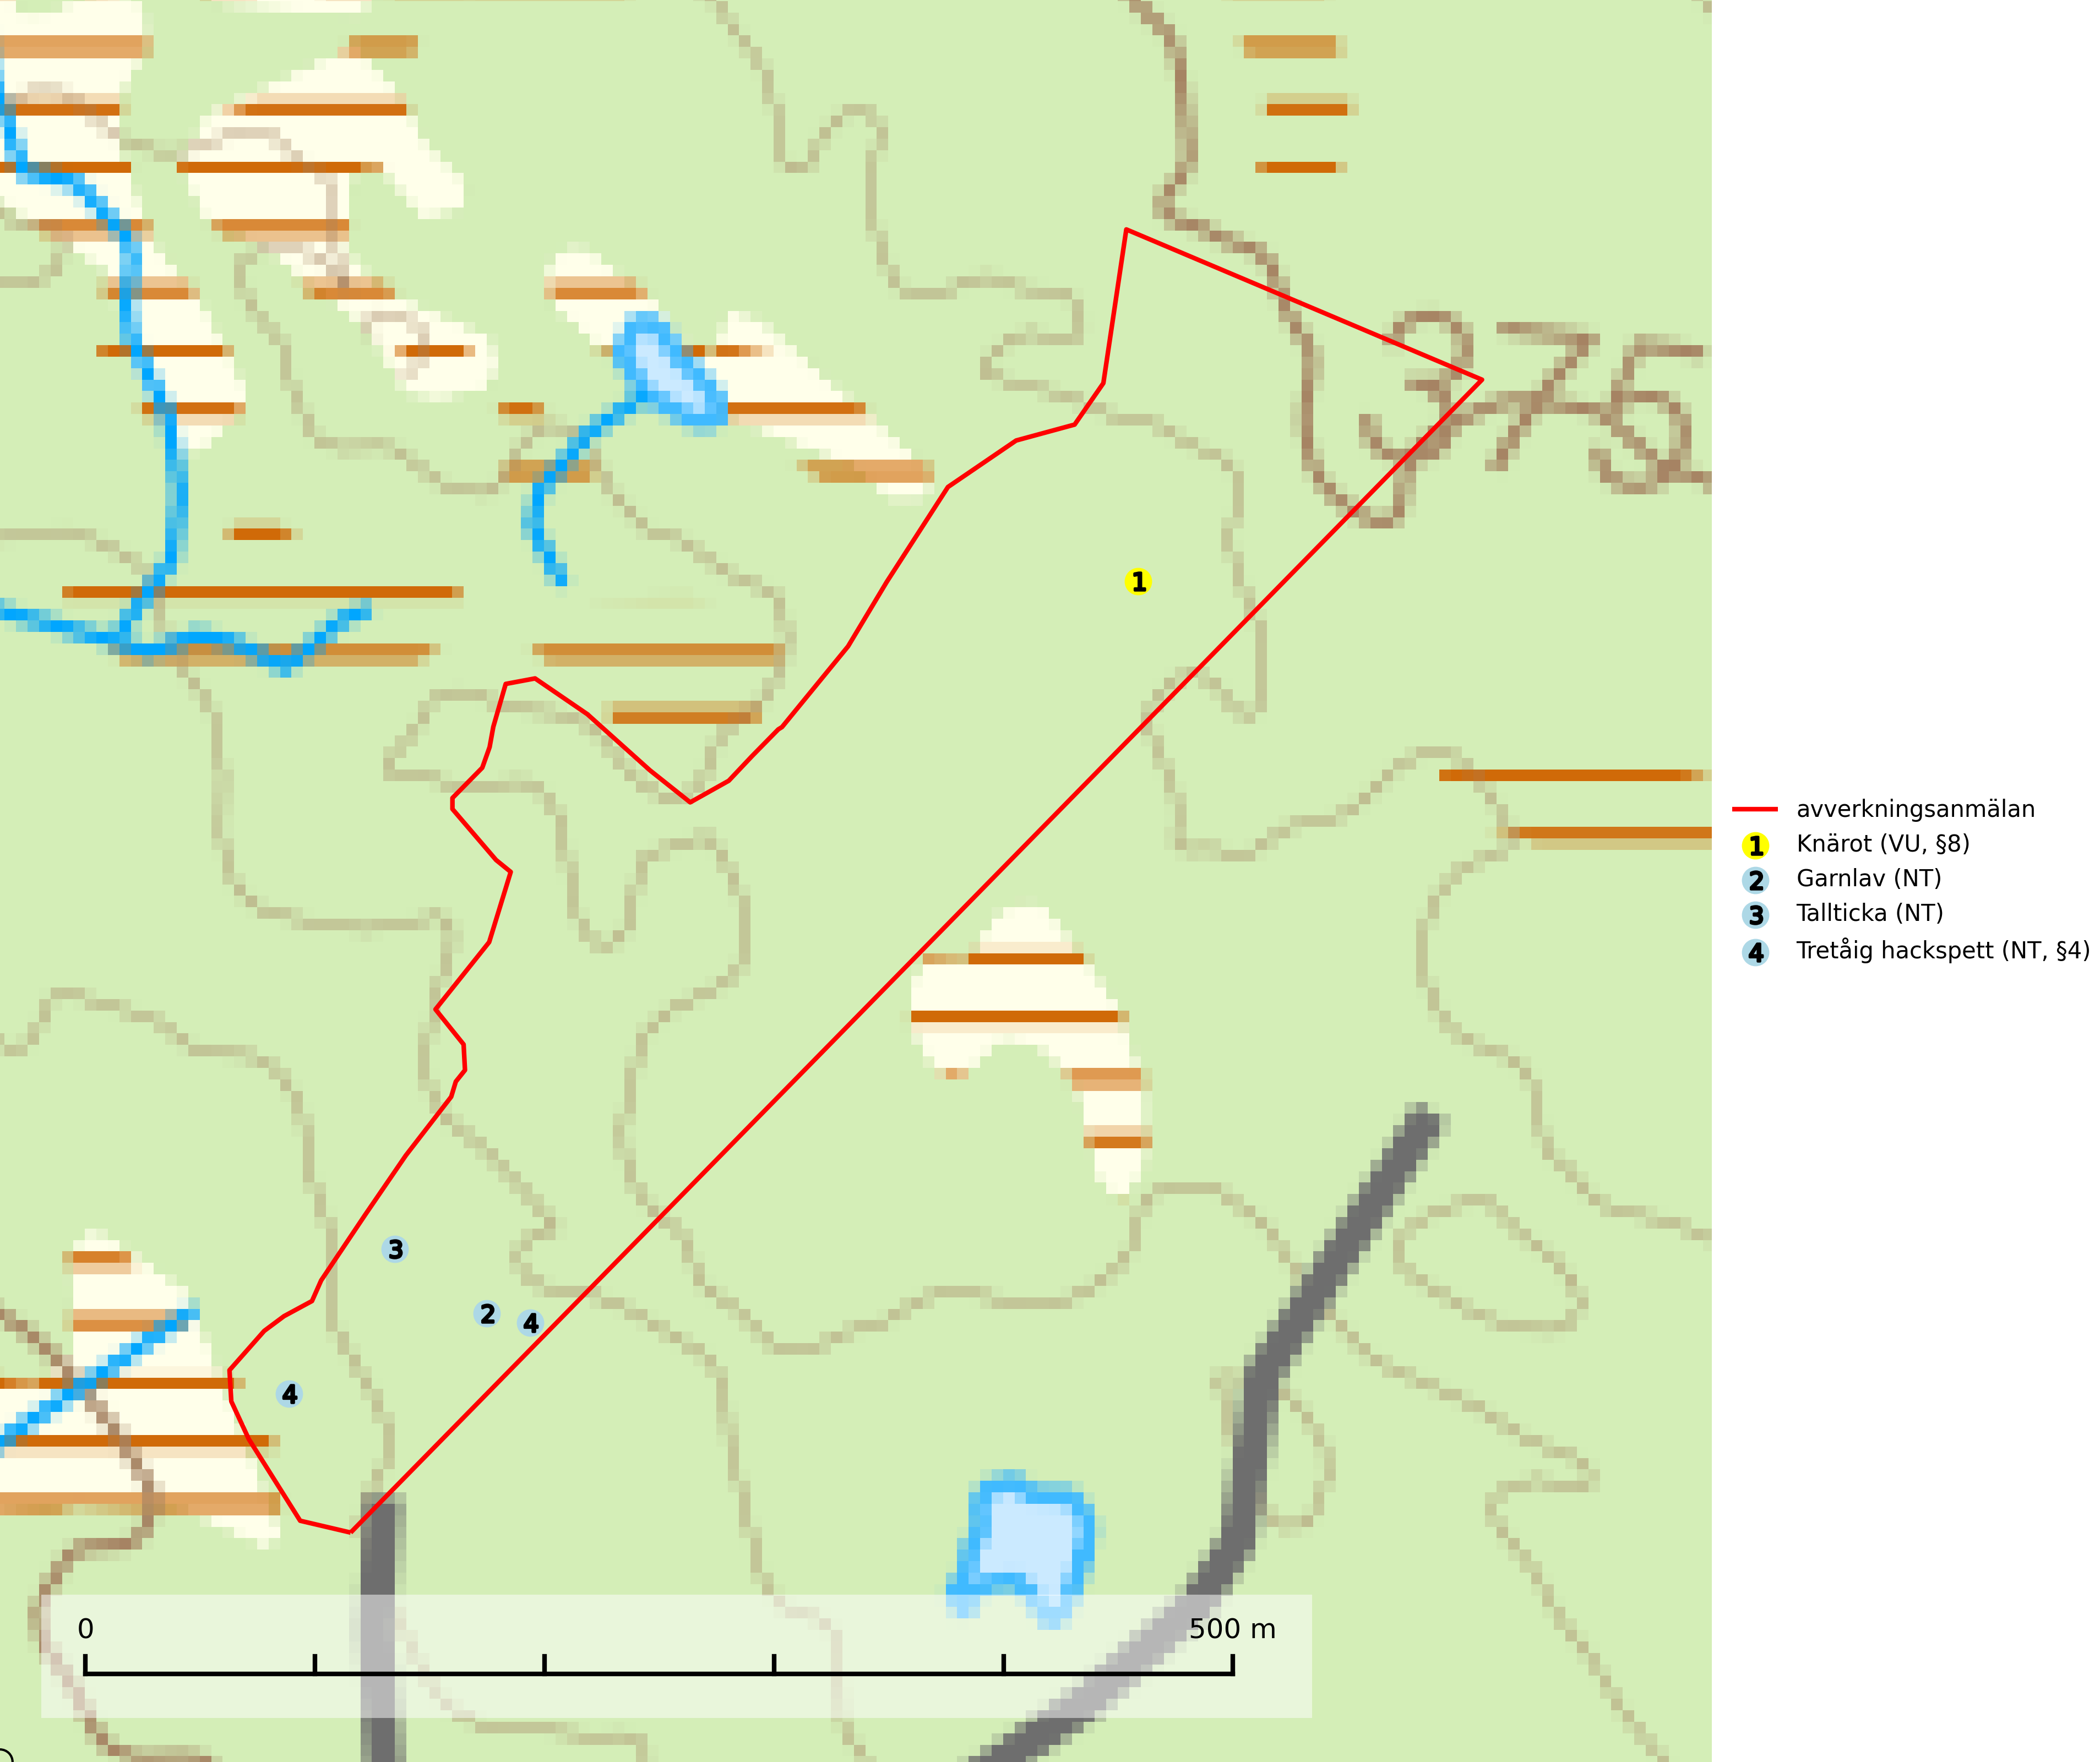 375
1
3
2
4
4
0
500 m
avverkningsanmälan
1 Knärot (VU, §8)
2 Garnlav (NT)
3 Tallticka (NT)
4 Tretåig hackspett (NT, §4)